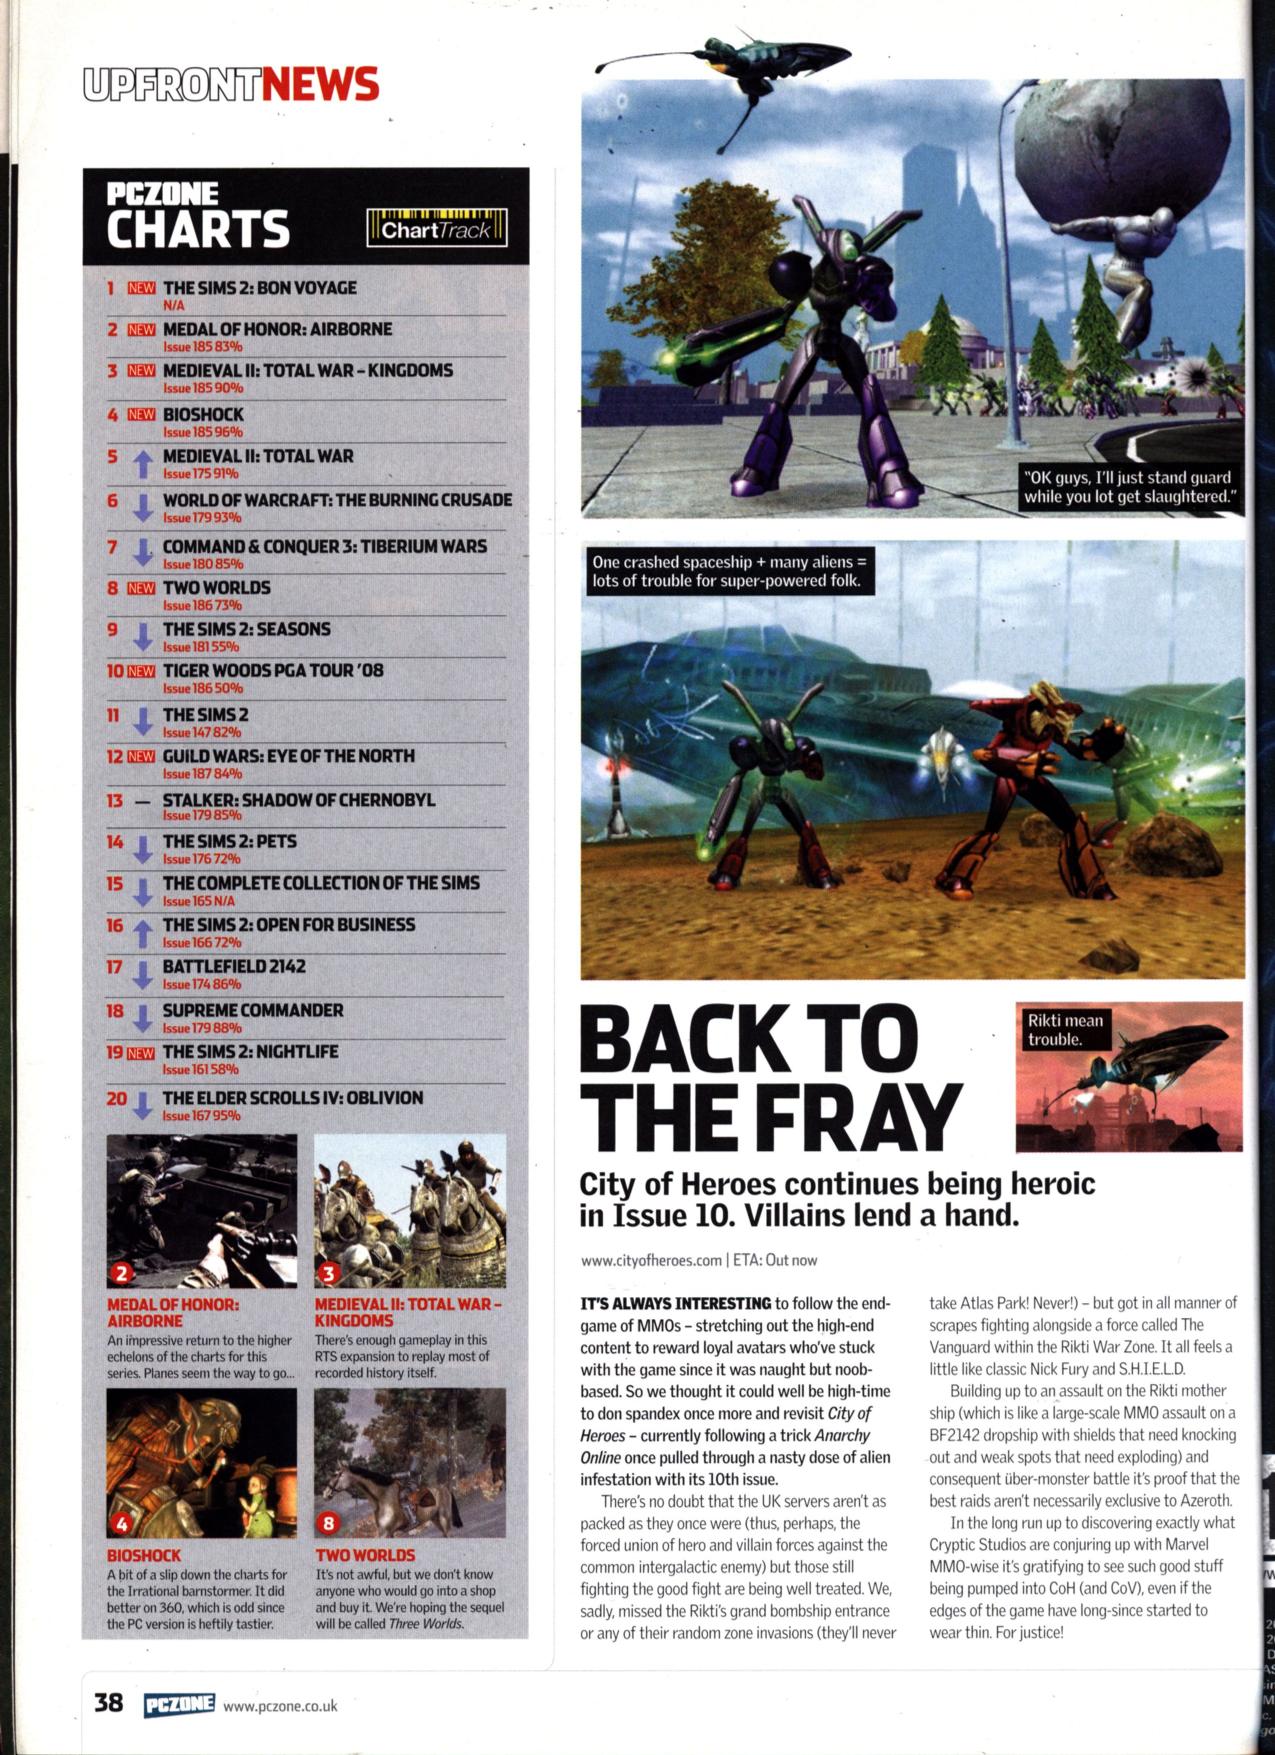 UPFRONTNEWS
PCZONE
CHARTS
ChartTrack
1 NEW THE SIMS 2: BON VOYAGE
N/A
2 NEW MEDAL OF HONOR: AIRBORNE
Issue 185 83%
3 NEW MEDIEVAL II: TOTAL WAR – KINGDOMS
Issue 185 90%
4 NEW BIOSHOCK
Issue 185 96%
5 MEDIEVAL II: TOTAL WAR
Issue 175 91%
6 WORLD OF WARCRAFT: THE BURNING CRUSADE
Issue 179 93%
7 COMMAND & CONQUER 3: TIBERIUM WARS
Issue 180 85%
8 NEW TWO WORLDS
Issue 186 73%
9 THE SIMS 2: SEASONS
Issue 181 55%
10 NEW TIGER WOODS PGA TOUR '08
Issue 186 50%
11 THE SIMS 2
Issue 147 82%
12 NEW GUILD WARS: EYE OF THE NORTH
Issue 187 84%
13 – STALKER: SHADOW OF CHERNOBYL
Issue 179 85%
14 THE SIMS 2: PETS
Issue 176 72%
15 THE COMPLETE COLLECTION OF THE SIMS
Issue 165 N/A
16 THE SIMS 2: OPEN FOR BUSINESS
Issue 166 72%
17 BATTLEFIELD 2142
Issue 174 86%
18 SUPREME COMMANDER
Issue 179 88%
19 NEW THE SIMS 2: NIGHTLIFE
Issue 161 58%
20 THE ELDER SCROLLS IV: OBLIVION
Issue 167 95%
2
MEDAL OF HONOR:
AIRBORNE
An impressive return to the higher
echelons of the charts for this
series. Planes seem the way to go...
3
MEDIEVAL II: TOTAL WAR –
KINGDOMS
There's enough gameplay in this
RTS expansion to replay most of
recorded history itself.
4
BIOSHOCK
A bit of a slip down the charts for
the Irrational barnstormer. It did
better on 360, which is odd since
the PC version is heftily tastier.
8
TWO WORLDS
It's not awful, but we don't know
anyone who would go into a shop
and buy it. We're hoping the sequel
will be called Three Worlds.
"OK guys, I'll just stand guard
while you lot get slaughtered."
One crashed spaceship + many aliens =
lots of trouble for super-powered folk.
BACK TO
THE FRAY
Rikti mean
trouble.
City of Heroes continues being heroic
in Issue 10. Villains lend a hand.
www.cityofheroes.com | ETA: Out now
IT'S ALWAYS INTERESTING to follow the end-
game of MMOs – stretching out the high-end
content to reward loyal avatars who've stuck
with the game since it was naught but noob-
based. So we thought it could well be high-time
to don spandex once more and revisit City of
Heroes – currently following a trick Anarchy
Online once pulled through a nasty dose of alien
infestation with its 10th issue.
There's no doubt that the UK servers aren't as
packed as they once were (thus, perhaps, the
forced union of hero and villain forces against the
common intergalactic enemy) but those still
fighting the good fight are being well treated. We,
sadly, missed the Rikti's grand bombship entrance
or any of their random zone invasions (they'll never
take Atlas Park! Never!) – but got in all manner of
scrapes fighting alongside a force called The
Vanguard within the Rikti War Zone. It all feels a
little like classic Nick Fury and S.H.I.E.L.D.
Building up to an assault on the Rikti mother
ship (which is like a large-scale MMO assault on a
BF2142 dropship with shields that need knocking
out and weak spots that need exploding) and
consequent über-monster battle it's proof that the
best raids aren't necessarily exclusive to Azeroth.
In the long run up to discovering exactly what
Cryptic Studios are conjuring up with Marvel
MMO-wise it's gratifying to see such good stuff
being pumped into CoH (and CoV), even if the
edges of the game have long-since started to
wear thin. For justice!
38 PCZONE www.pczone.co.uk